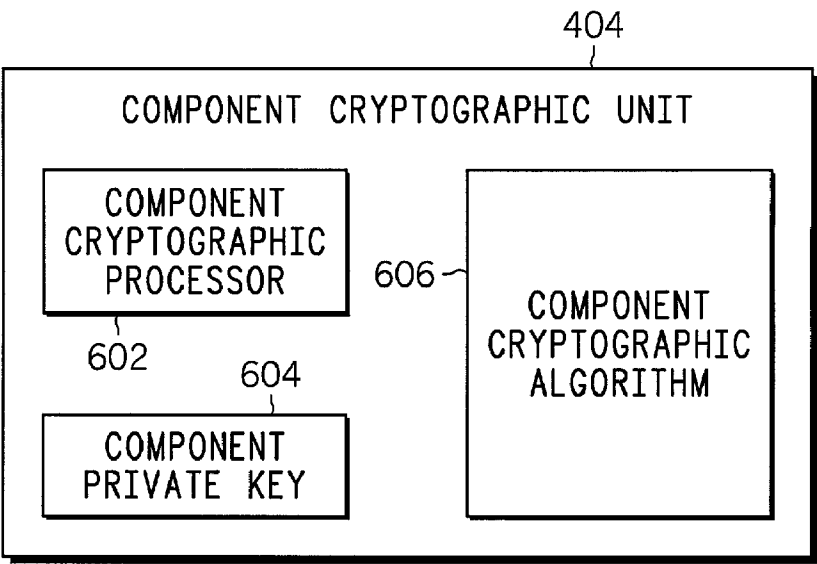 404
COMPONENT CRYPTOGRAPHIC UNIT
COMPONENT
CRYPTOGRAPHIC
PROCESSOR
602
604
COMPONENT
PRIVATE KEY
606
COMPONENT
CRYPTOGRAPHIC
ALGORITHM